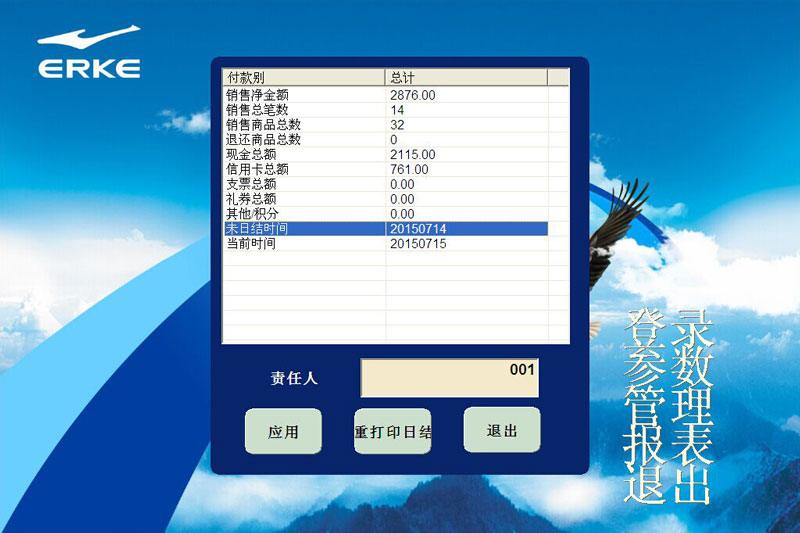 ERKE
付款别 总计
销售净金额 2876.00
销售总笔数 14
销售商品总数 32
退还商品总数 0
现金总额 2115.00
信用卡总额 761.00
支票总额 0.00
礼券总额 0.00
其他/积分 0.00
未日结时间 20150714
当前时间 20150715
责任人 001
应用 重打印日结 退出
登录
参数
管理
报表
退出